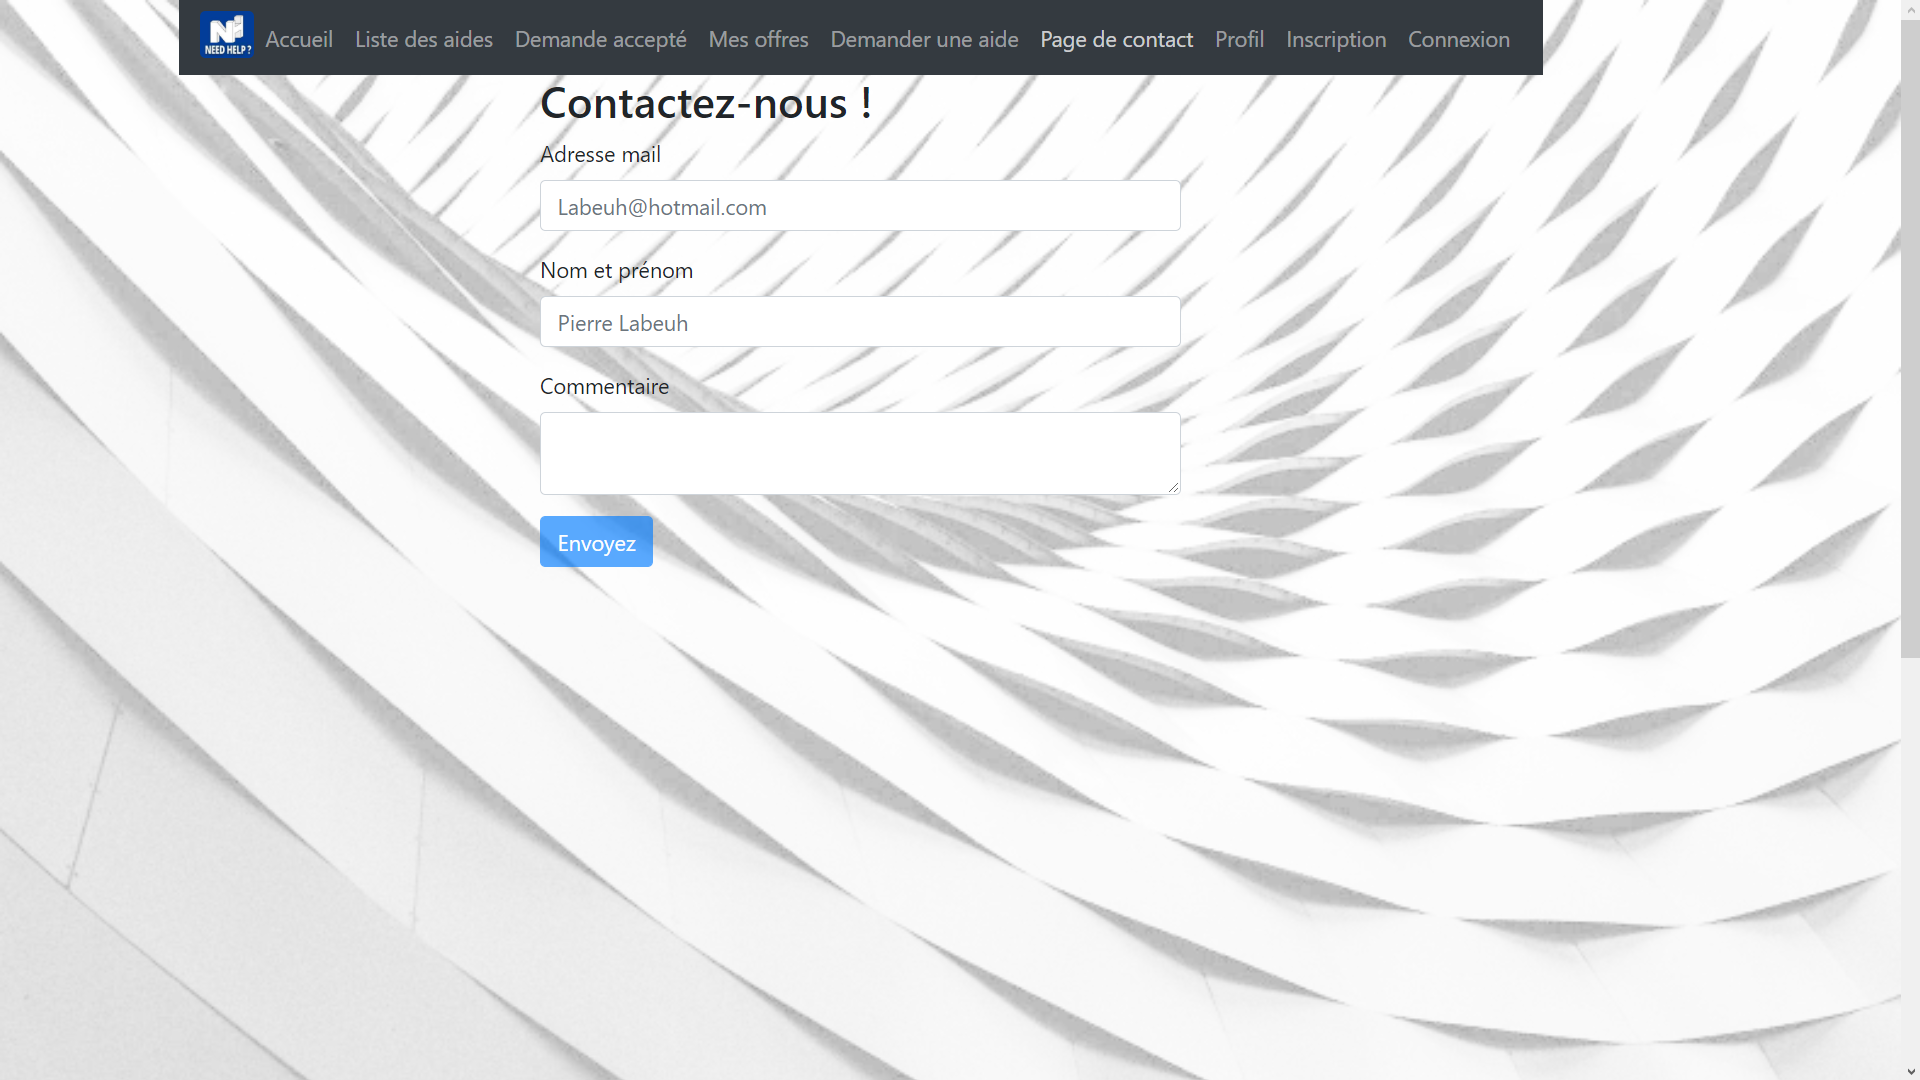 NEED HELP ?
Accueil Liste des aides Demande accepté Mes offres Demander une aide Page de contact Profil Inscription Connexion
Contactez-nous !
Adresse mail
Labeuh@hotmail.com
Nom et prénom
Pierre Labeuh
Commentaire
Envoyez